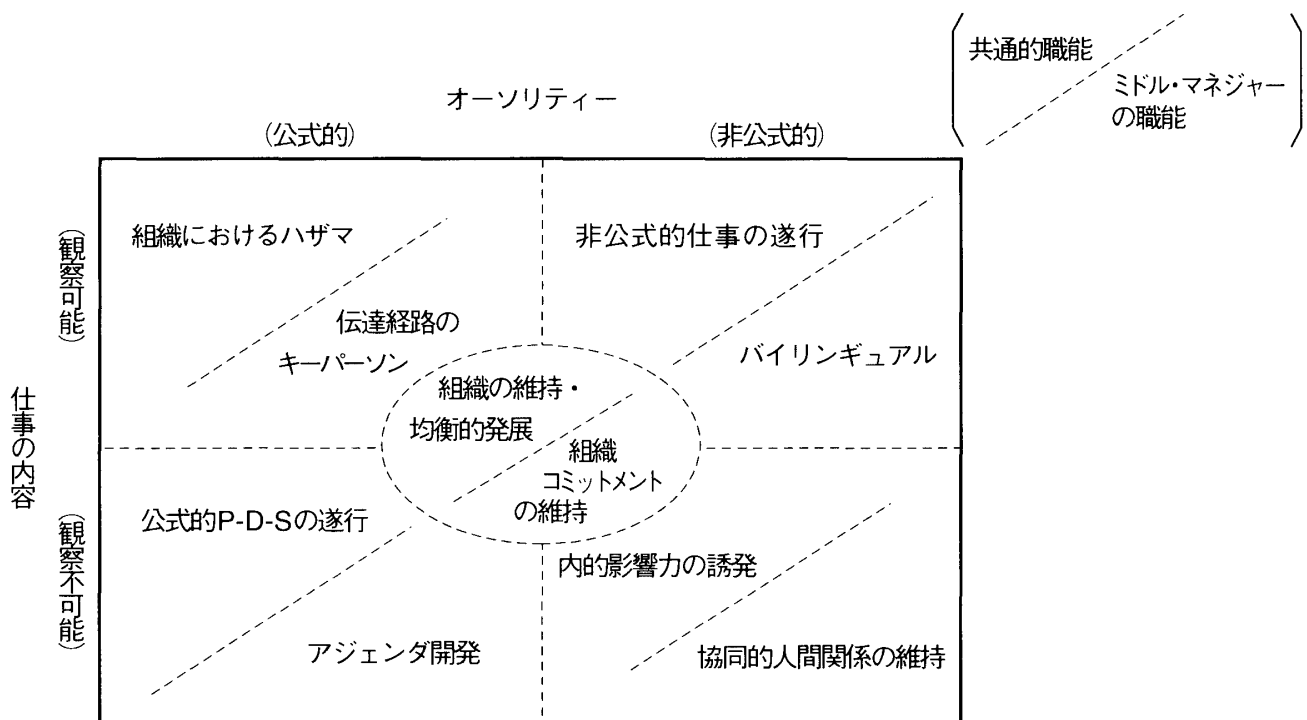 共通的職能
ミドル・マネジャー
の職能
オーソリティー
(公式的)
(非公式的)
仕事の内容
(観察可能)
(観察不可能)
組織におけるハザマ
伝達経路の
キーパーソン
非公式的仕事の遂行
バイリンギュアル
組織の維持・
均衡的発展
組織
コミットメント
の維持
公式的P-D-Sの遂行
アジェンダ開発
内的影響力の誘発
協同的人間関係の維持